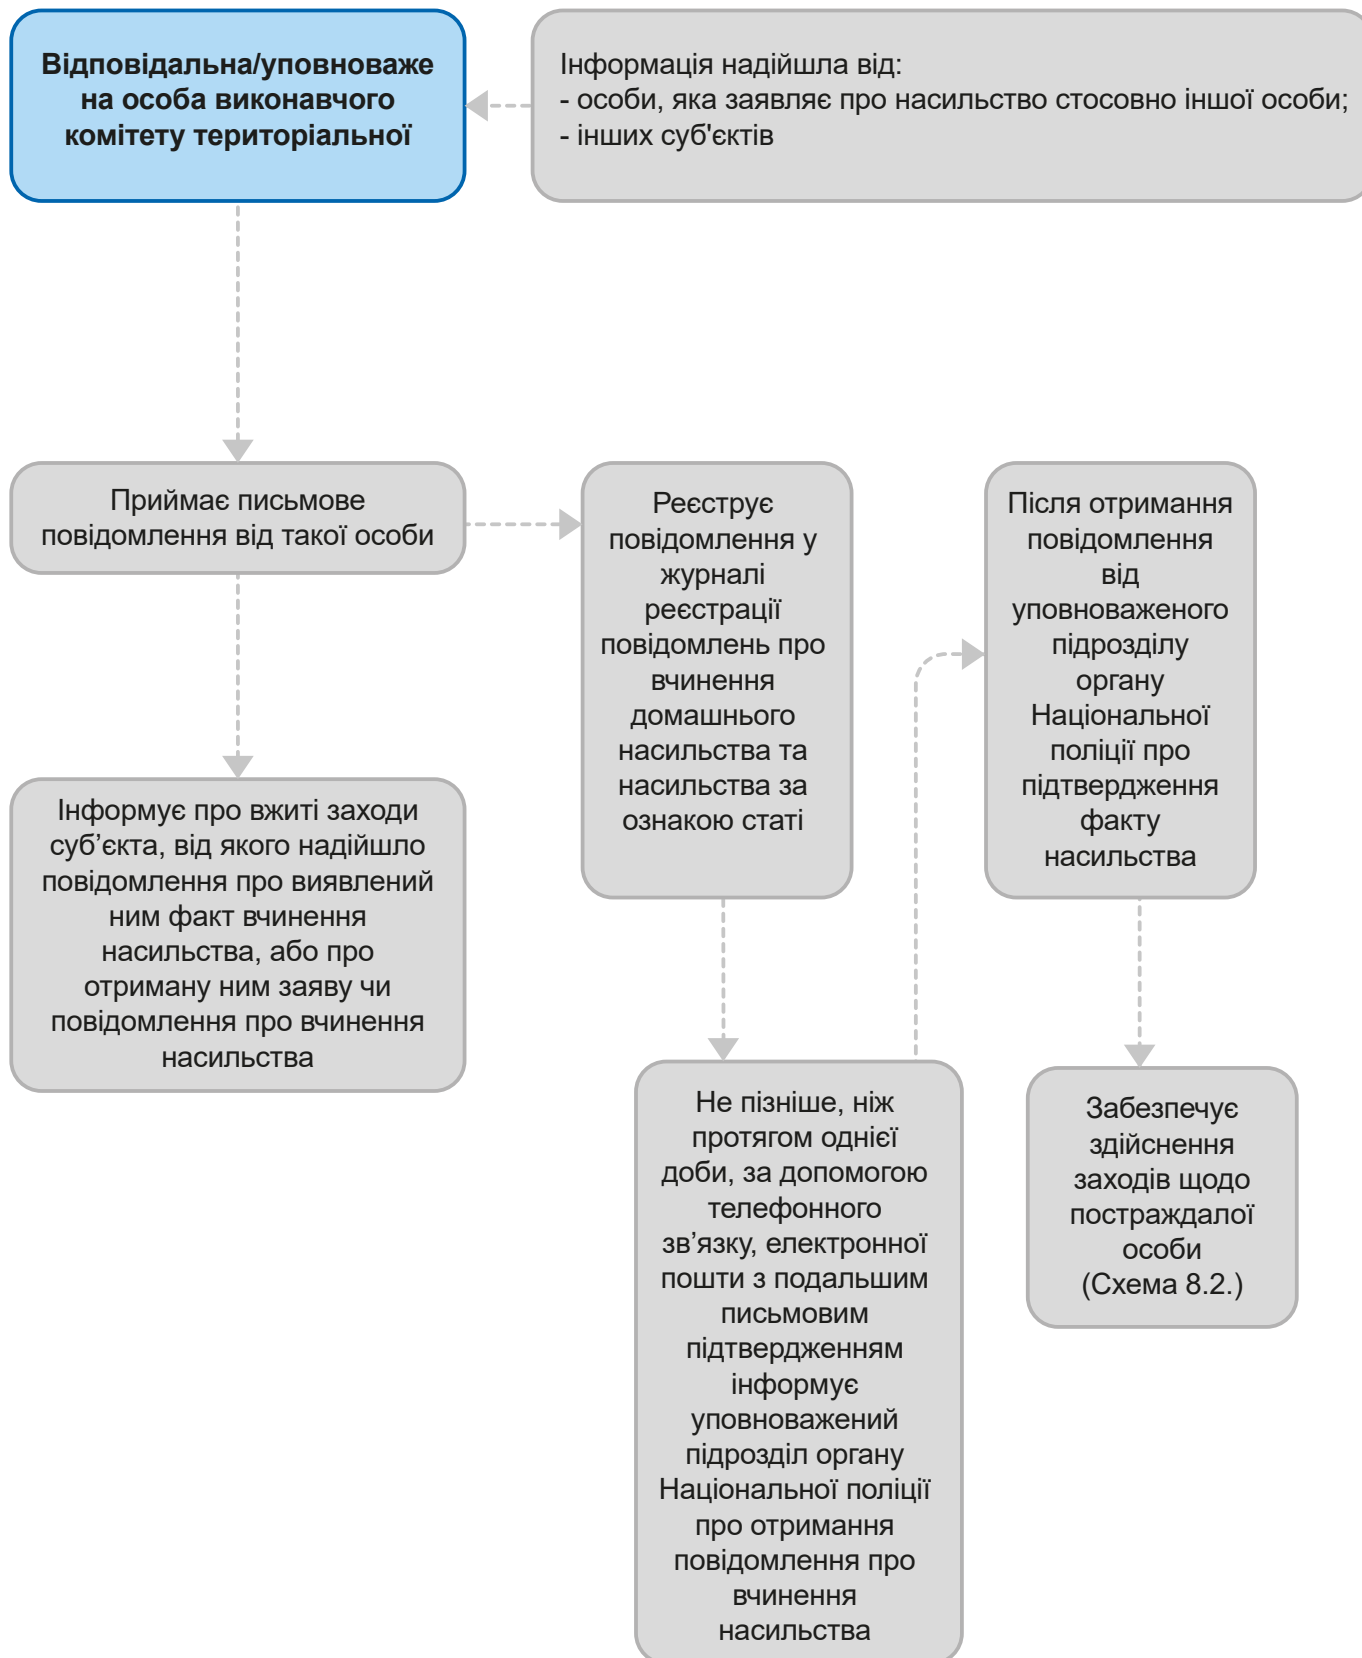 Відповідальна/уповноваже
на особа виконавчого
комітету територіальної
Інформація надійшла від:
- особи, яка заявляє про насильство стосовно іншої особи;
- інших суб'єктів
Приймає письмове
повідомлення від такої особи
Реєструє
повідомлення у
журналі
реєстрації
повідомлень про
вчинення
домашнього
насильства та
насильства за
ознакою статі
Після отримання
повідомлення
від
уповноваженого
підрозділу
органу
Національної
поліції про
підтвердження
факту
насильства
Інформує про вжиті заходи
суб’єкта, від якого надійшло
повідомлення про виявлений
ним факт вчинення
насильства, або про
отриману ним заяву чи
повідомлення про вчинення
насильства
Не пізніше, ніж
протягом однієї
доби, за допомогою
телефонного
зв’язку, електронної
пошти з подальшим
письмовим
підтвердженням
інформує
уповноважений
підрозділ органу
Національної поліції
про отримання
повідомлення про
вчинення
насильства
Забезпечує
здійснення
заходів щодо
постраждалої
особи
(Схема 8.2.)